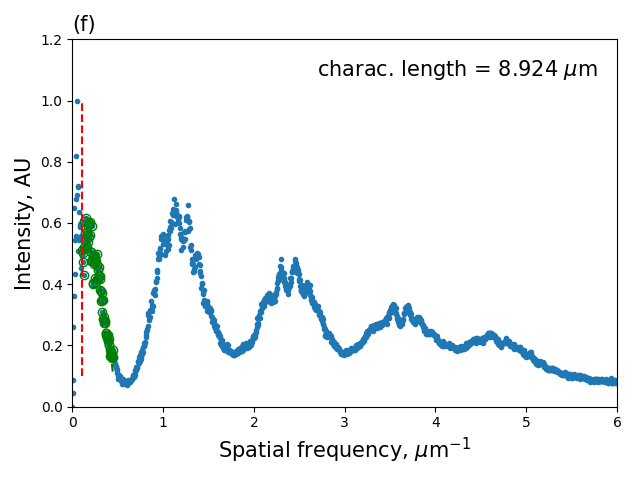 (f)
charac. length = 8.924 μm
Intensity, AU
1.2
1.0
0.8
0.6
0.4
0.2
0.0
0 1 2 3 4 5 6
Spatial frequency, μm⁻¹